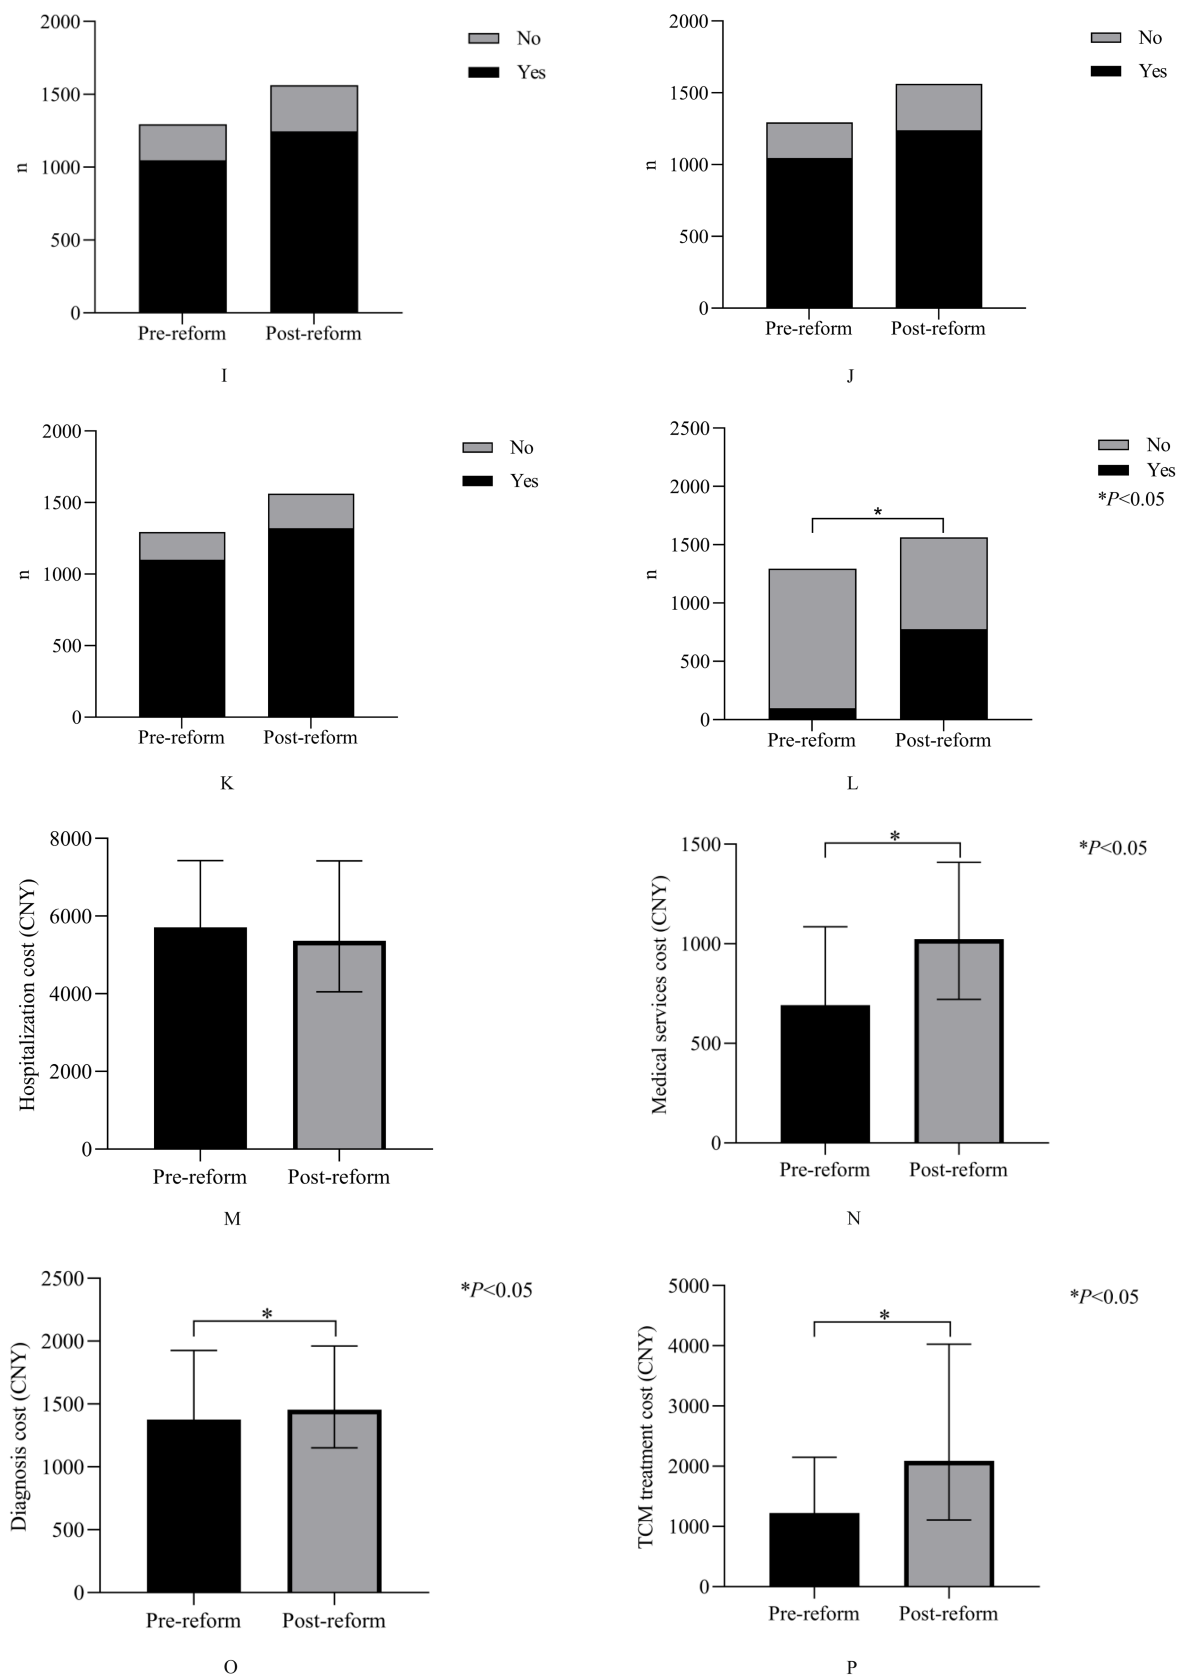 2000
1500
1000
500
0
n
No
Yes
Pre-reform Post-reform
I
2000
1500
1000
500
0
n
No
Yes
Pre-reform Post-reform
J
2000
1500
1000
500
0
n
No
Yes
Pre-reform Post-reform
K
2500
2000
1500
1000
500
0
n
No
Yes
*P<0.05
*
Pre-reform Post-reform
L
8000
6000
4000
2000
0
Hospitalization cost (CNY)
Pre-reform Post-reform
M
1500
1000
500
0
Medical services cost (CNY)
*
*P<0.05
Pre-reform Post-reform
N
2500
2000
1500
1000
500
0
Diagnosis cost (CNY)
*
*P<0.05
Pre-reform Post-reform
O
5000
4000
3000
2000
1000
0
TCM treatment cost (CNY)
*
*P<0.05
Pre-reform Post-reform
P